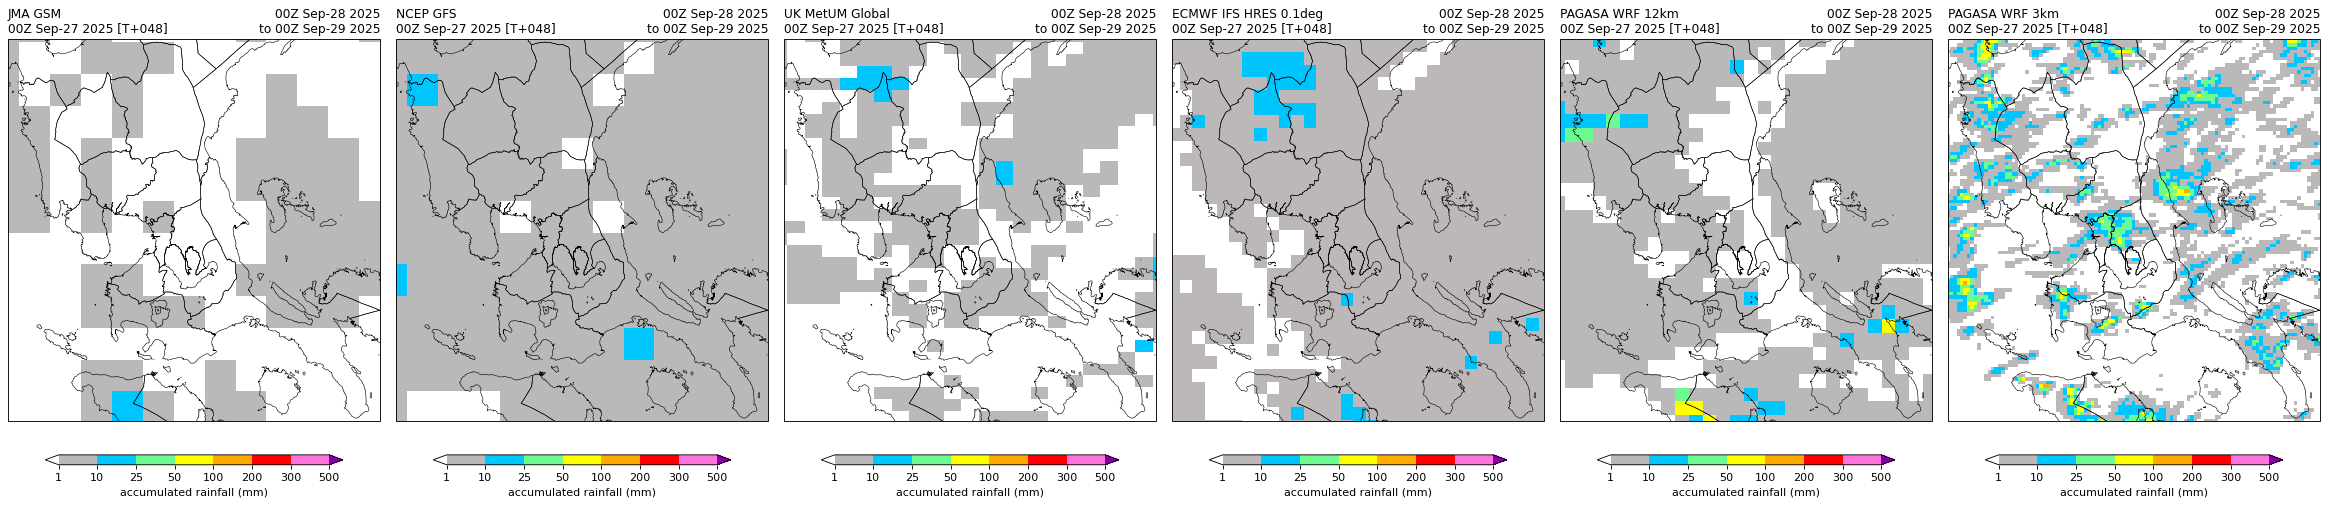 JMA GSM 00Z Sep-28 2025
00Z Sep-27 2025 [T+048] to 00Z Sep-29 2025
1 10 25 50 100 200 300 500
accumulated rainfall (mm)
NCEP GFS 00Z Sep-28 2025
00Z Sep-27 2025 [T+048] to 00Z Sep-29 2025
1 10 25 50 100 200 300 500
accumulated rainfall (mm)
UK MetUM Global 00Z Sep-28 2025
00Z Sep-27 2025 [T+048] to 00Z Sep-29 2025
1 10 25 50 100 200 300 500
accumulated rainfall (mm)
ECMWF IFS HRES 0.1deg 00Z Sep-28 2025
00Z Sep-27 2025 [T+048] to 00Z Sep-29 2025
1 10 25 50 100 200 300 500
accumulated rainfall (mm)
PAGASA WRF 12km 00Z Sep-28 2025
00Z Sep-27 2025 [T+048] to 00Z Sep-29 2025
1 10 25 50 100 200 300 500
accumulated rainfall (mm)
PAGASA WRF 3km 00Z Sep-28 2025
00Z Sep-27 2025 [T+048] to 00Z Sep-29 2025
1 10 25 50 100 200 300 500
accumulated rainfall (mm)